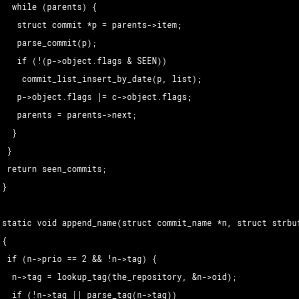 while (parents) {
struct commit *p = parents->item;
parse_commit(p);
if (!(p->object.flags & SEEN))
commit_list_insert_by_date(p, list);
p->object.flags |= c->object.flags;
parents = parents->next;
}
}
return seen_commits;
}
static void append_name(struct commit_name *n, struct strbuf
{
if (n->prio == 2 && !n->tag) {
n->tag = lookup_tag(the_repository, &n->oid);
if (!n->tag || parse_tag(n->tag))